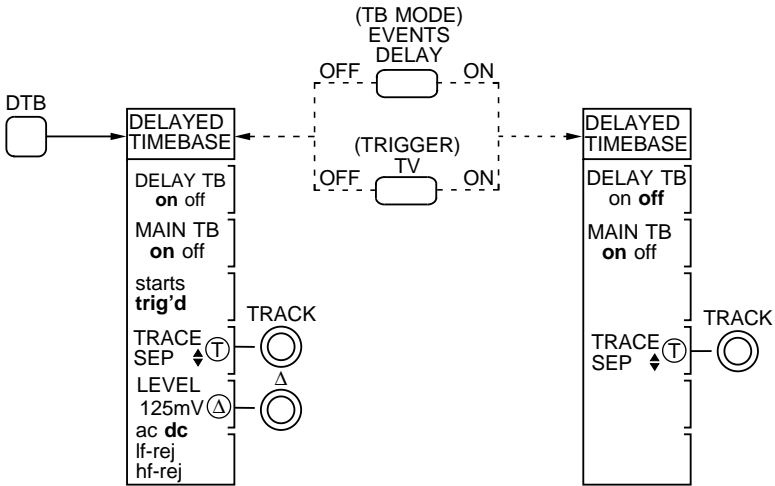 (TB MODE)
EVENTS
DELAY
OFF
ON
DTB
DELAYED
TIMEBASE
(TRIGGER)
TV
OFF
ON
DELAY TB
on off
MAIN TB
on off
starts
trig'd
TRACE
SEP
T
TRACK
LEVEL
125mV
Δ
Δ
ac dc
lf-rej
hf-rej
DELAYED
TIMEBASE
DELAY TB
on off
MAIN TB
on off
TRACE
SEP
T
TRACK